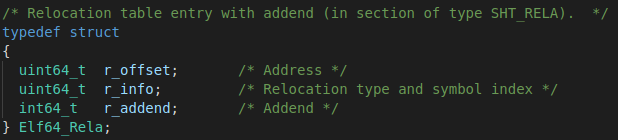 /* Relocation table entry with addend (in section of type SHT_RELA).  */
typedef struct
{
  uint64_t  r_offset;       /* Address */
  uint64_t  r_info;         /* Relocation type and symbol index */
  int64_t   r_addend;       /* Addend */
} Elf64_Rela;